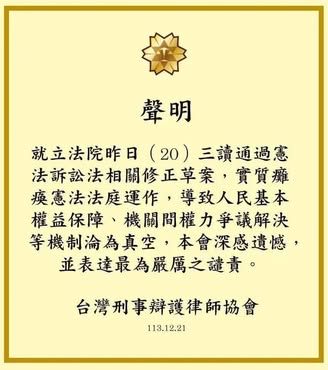 聲明
就立法院昨日（20）三讀通過憲
法訴訟法相關修正草案，實質癱
瘓憲法法庭運作，導致人民基本
權益保障、機關間權力爭議解決
等機制淪為真空，本會深感遺憾，
並表達最為嚴厲之譴責。
台灣刑事辯護律師協會
113.12.21